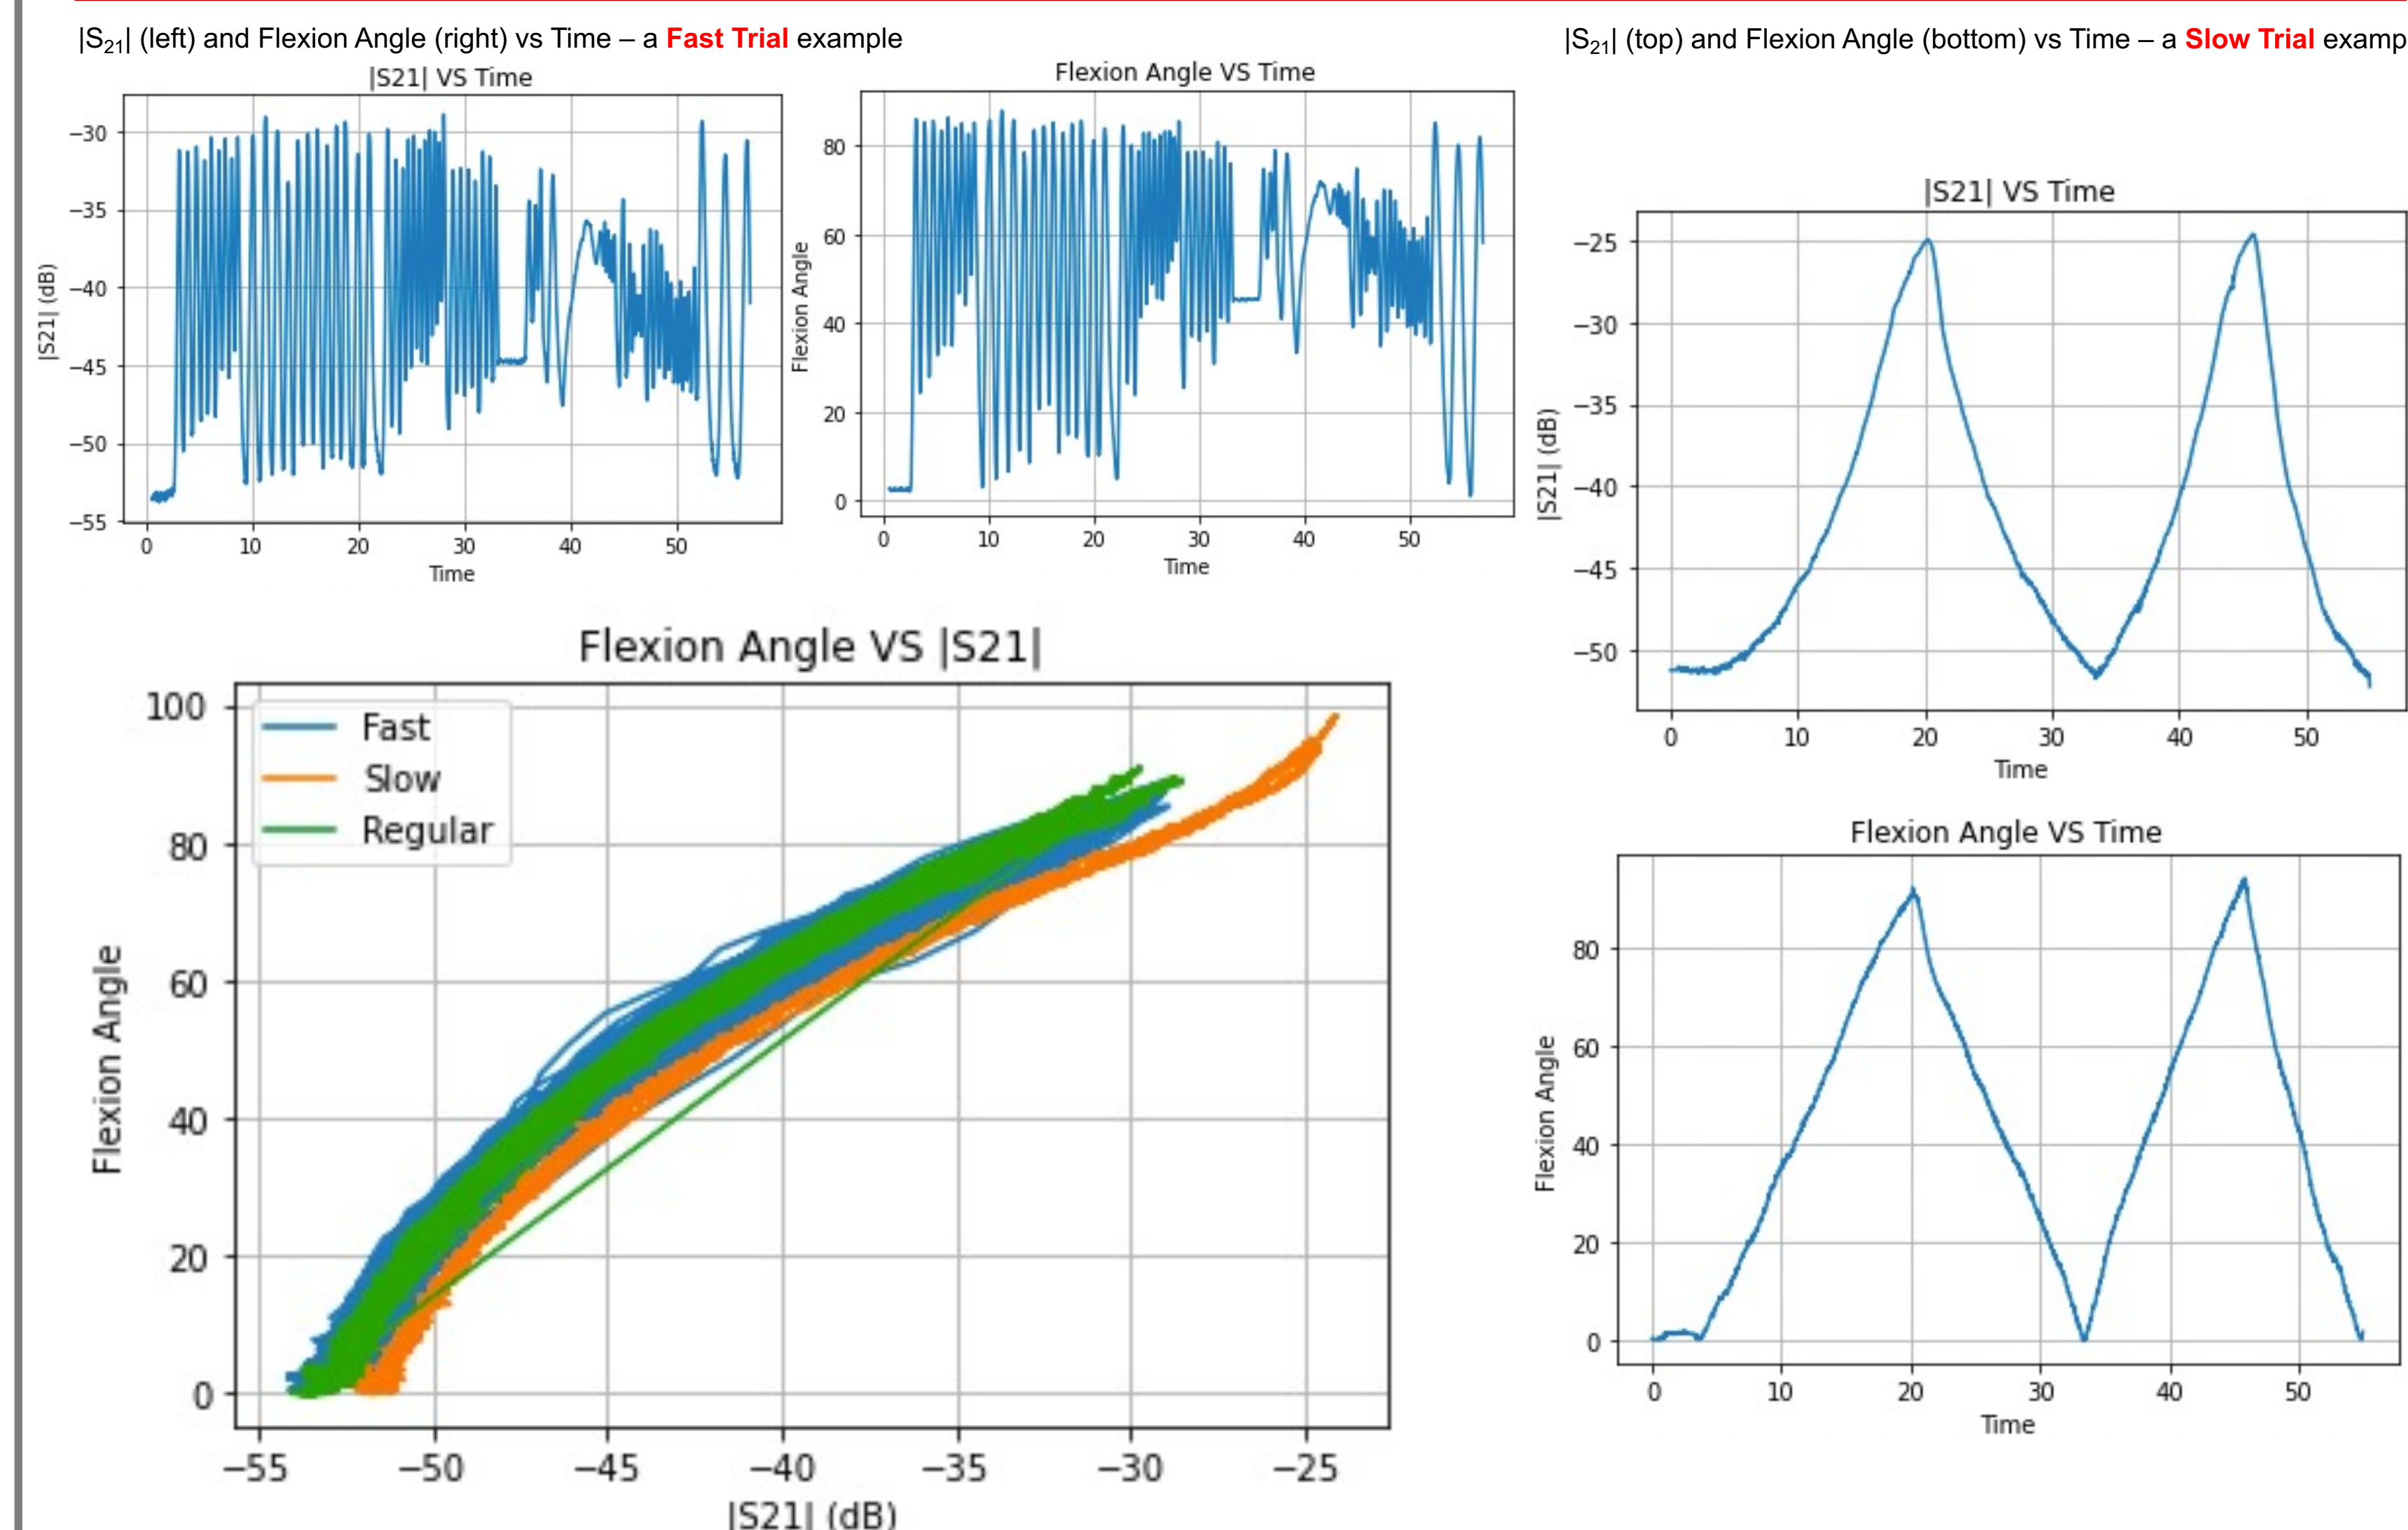 |S21| (left) and Flexion Angle (right) vs Time – a Fast Trial example
|S21| VS Time
−30
−35
−40
−45
−50
−55
|S21| (dB)
0 10 20 30 40 50
Time
Flexion Angle VS Time
80
60
40
20
0
Flexion Angle
0 10 20 30 40 50
Time
|S21| (top) and Flexion Angle (bottom) vs Time – a Slow Trial examp
|S21| VS Time
−25
−30
−35
−40
−45
−50
|S21| (dB)
0 10 20 30 40 50
Time
Flexion Angle VS |S21|
Fast
Slow
Regular
100
80
60
40
20
0
Flexion Angle
−55 −50 −45 −40 −35 −30 −25
|S21| (dB)
Flexion Angle VS Time
80
60
40
20
0
Flexion Angle
0 10 20 30 40 50
Time